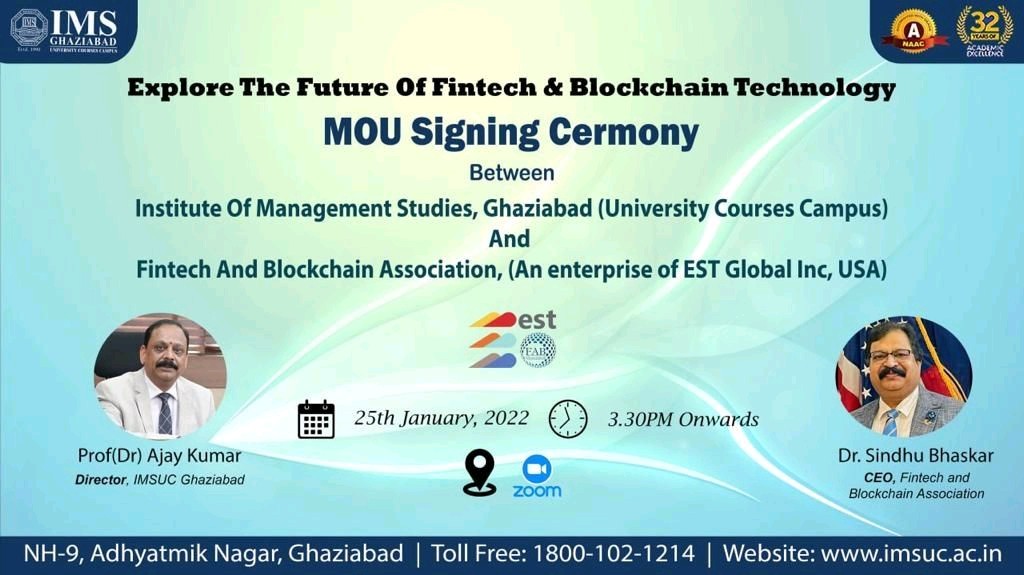 IMS
GHAZIABAD
UNIVERSITY COURSES CAMPUS
Estd. 1990
A
NAAC
32
YEARS OF
ACADEMIC
EXCELLENCE
Explore The Future Of Fintech & Blockchain Technology
MOU Signing Cermony
Between
Institute Of Management Studies, Ghaziabad (University Courses Campus)
And
Fintech And Blockchain Association, (An enterprise of EST Global Inc, USA)
est
FAB
25th January, 2022
3.30PM Onwards
zoom
Prof(Dr) Ajay Kumar
Director, IMSUC Ghaziabad
Dr. Sindhu Bhaskar
CEO, Fintech and
Blockchain Association
NH-9, Adhyatmik Nagar, Ghaziabad | Toll Free: 1800-102-1214 | Website: www.imsuc.ac.in